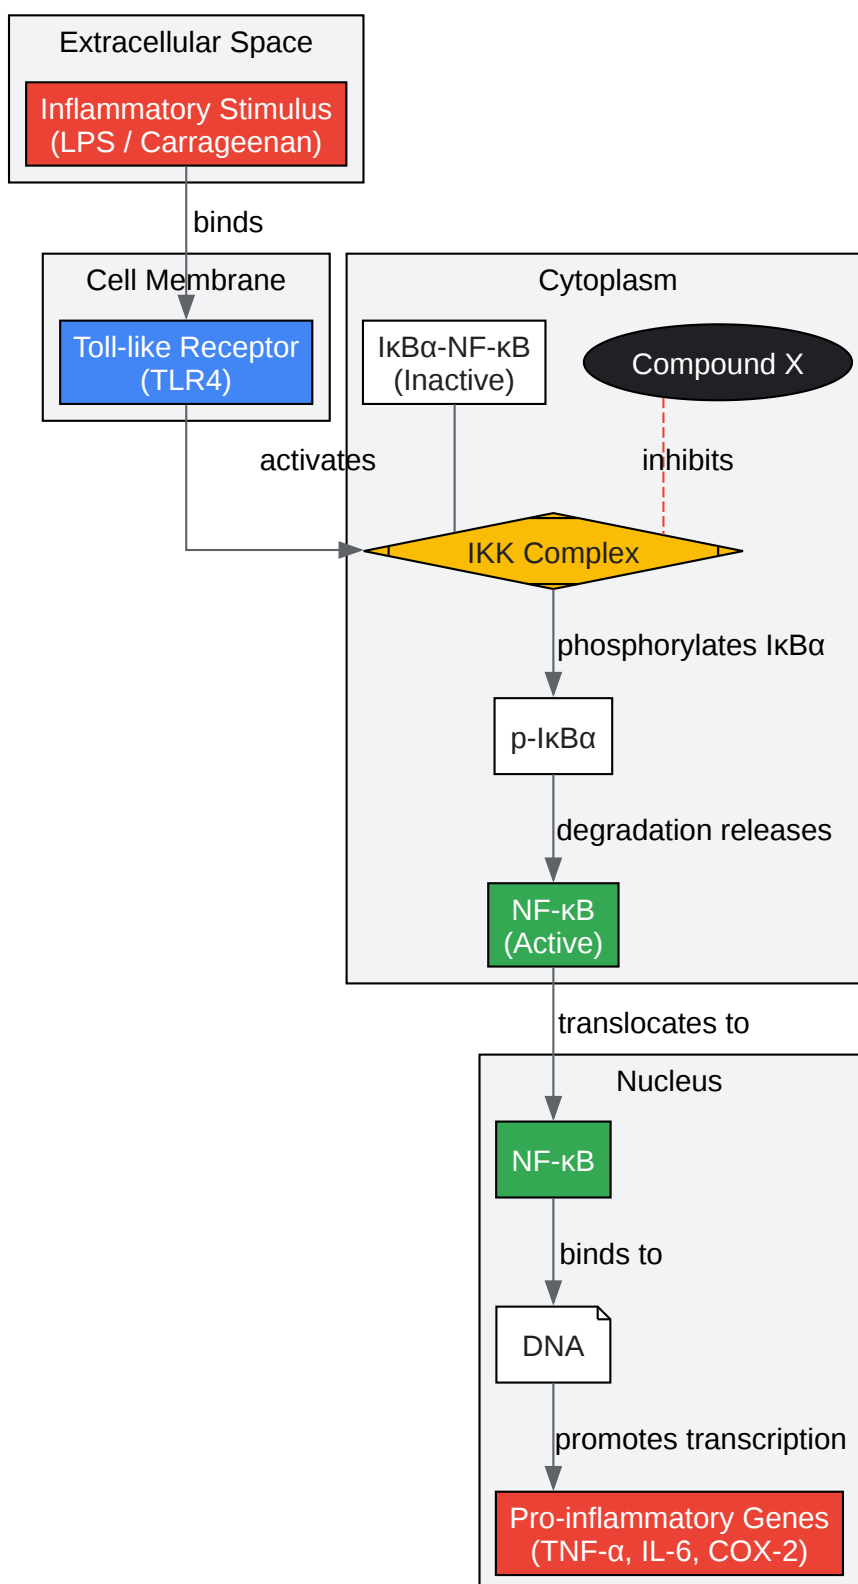 Extracellular Space
Inflammatory Stimulus
(LPS / Carrageenan)
binds
Cell Membrane
Toll-like Receptor
(TLR4)
Cytoplasm
IκBα-NF-κB
(Inactive)
Compound X
activates
inhibits
IKK Complex
phosphorylates IκBα
p-IκBα
degradation releases
NF-κB
(Active)
translocates to
Nucleus
NF-κB
binds to
DNA
promotes transcription
Pro-inflammatory Genes
(TNF-α, IL-6, COX-2)